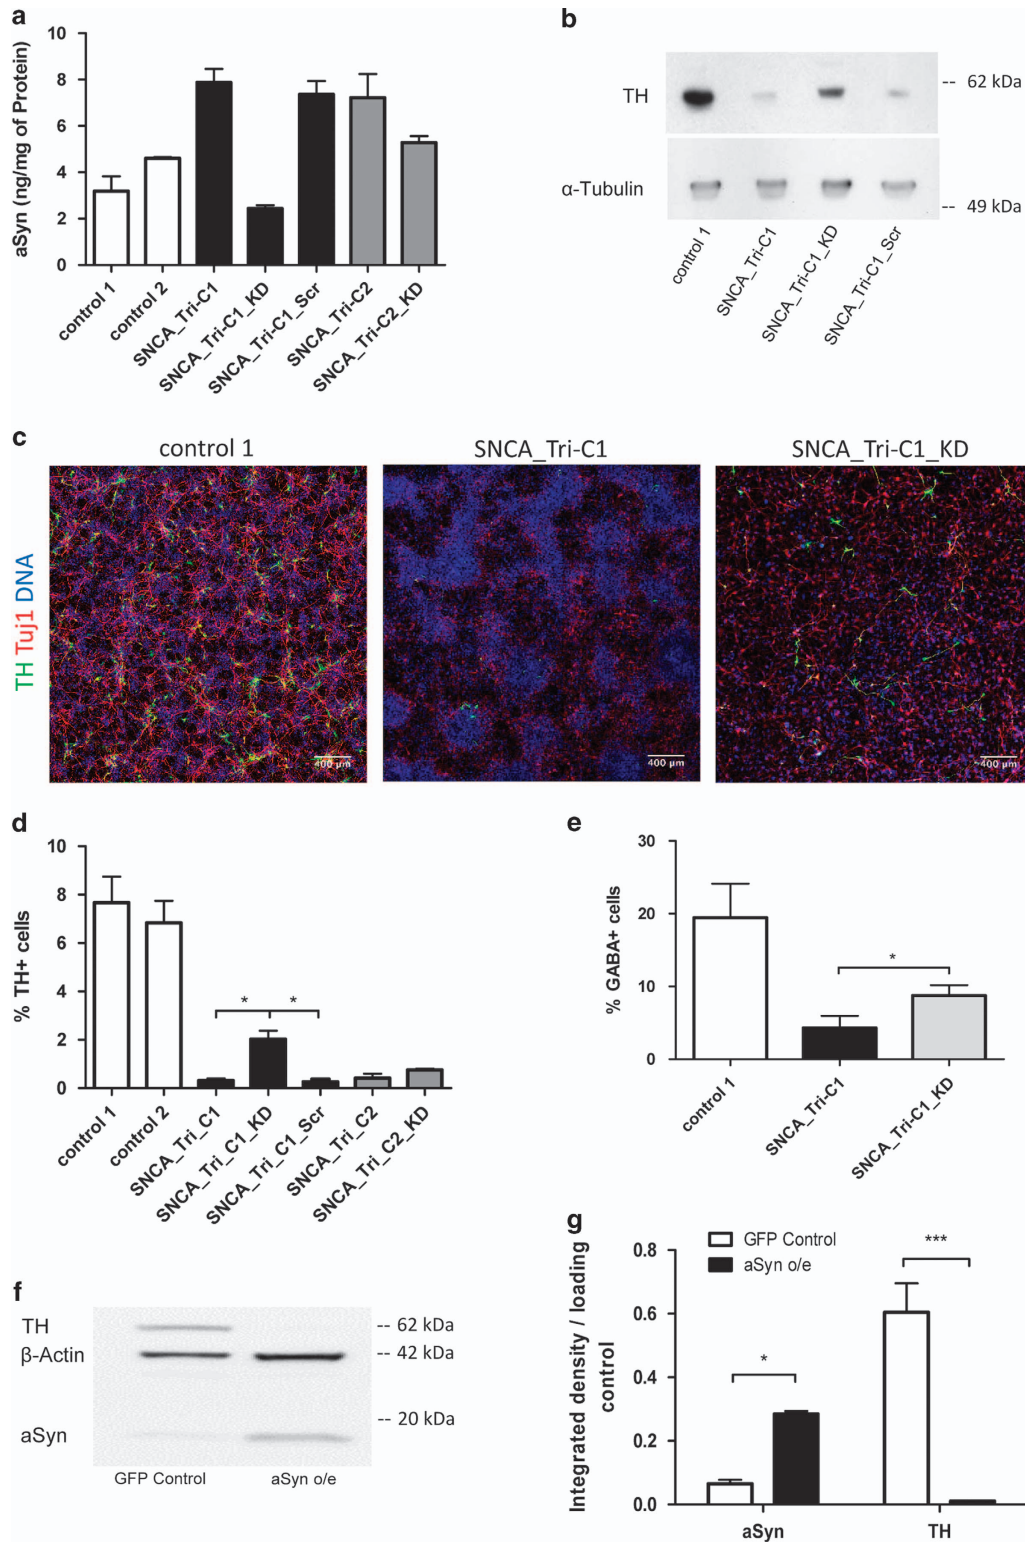 a
10
8
6
4
2
0
aSyn (ng/mg of Protein)
control 1
control 2
SNCA_Tri-C1
SNCA_Tri-C1_KD
SNCA_Tri-C1_Scr
SNCA_Tri-C2
SNCA_Tri-C2_KD
b
TH
-- 62 kDa
α-Tubulin
-- 49 kDa
control 1
SNCA_Tri-C1
SNCA_Tri-C1_KD
SNCA_Tri-C1_Scr
c
control 1
SNCA_Tri-C1
SNCA_Tri-C1_KD
TH Tuj1 DNA
400 µm
400 µm
400 µm
d
10
8
6
4
2
0
% TH+ cells
*
*
control 1
control 2
SNCA_Tri_C1
SNCA_Tri_C1_KD
SNCA_Tri_C1_Scr
SNCA_Tri_C2
SNCA_Tri_C2_KD
e
30
20
10
0
% GABA+ cells
*
control 1
SNCA_Tri-C1
SNCA_Tri-C1_KD
f
TH
-- 62 kDa
β-Actin
-- 42 kDa
-- 20 kDa
aSyn
GFP Control
aSyn o/e
g
GFP Control
aSyn o/e
Integrated density / loading
control
0.8
0.6
0.4
0.2
0.0
*
***
aSyn
TH